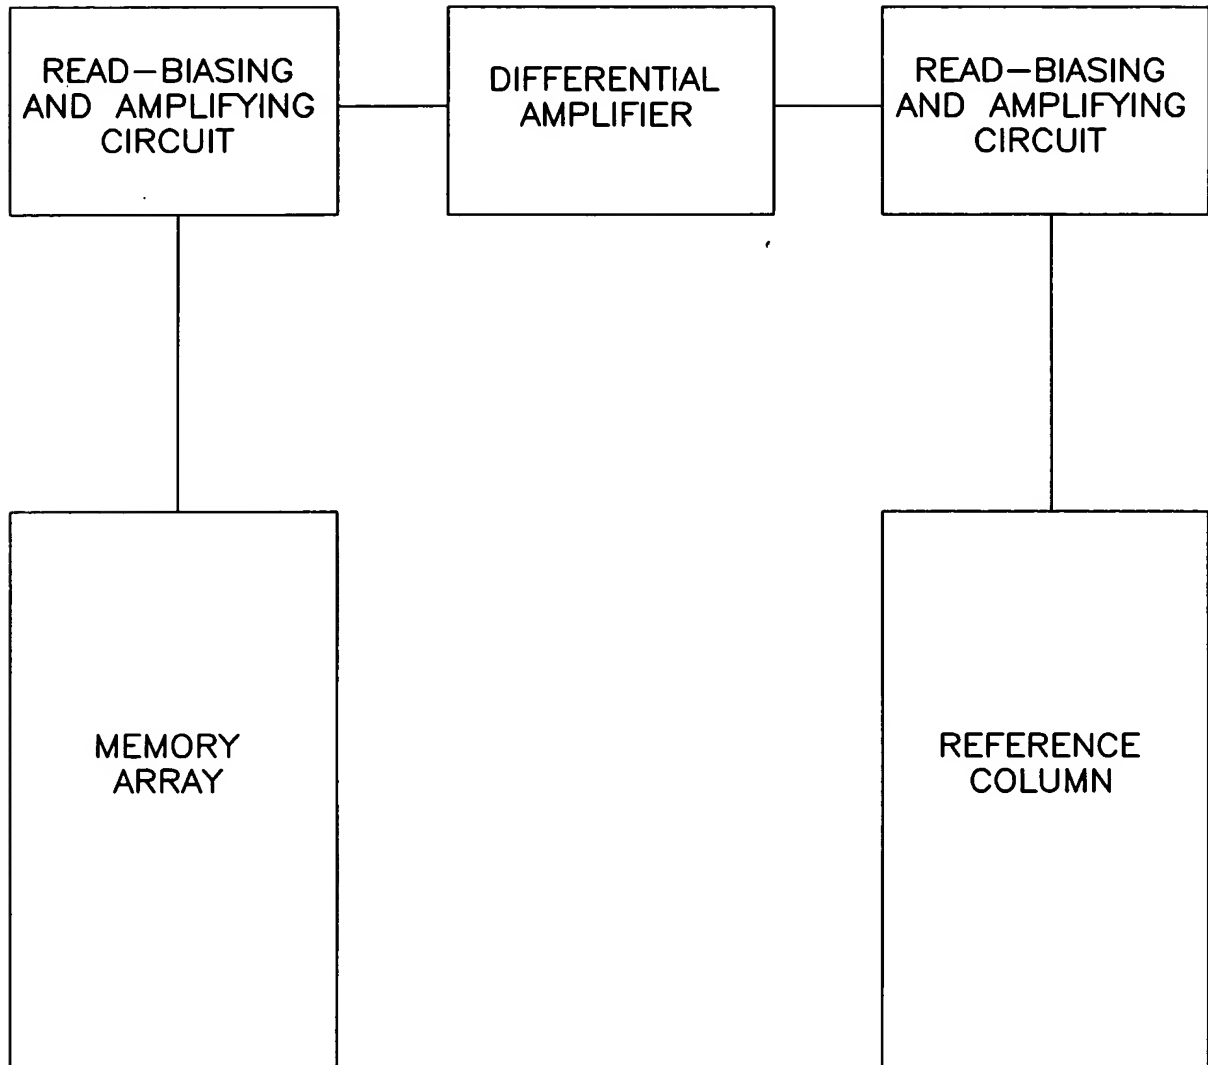 READ–BIASING
AND AMPLIFYING
CIRCUIT
DIFFERENTIAL
AMPLIFIER
READ–BIASING
AND AMPLIFYING
CIRCUIT
MEMORY
ARRAY
REFERENCE
COLUMN